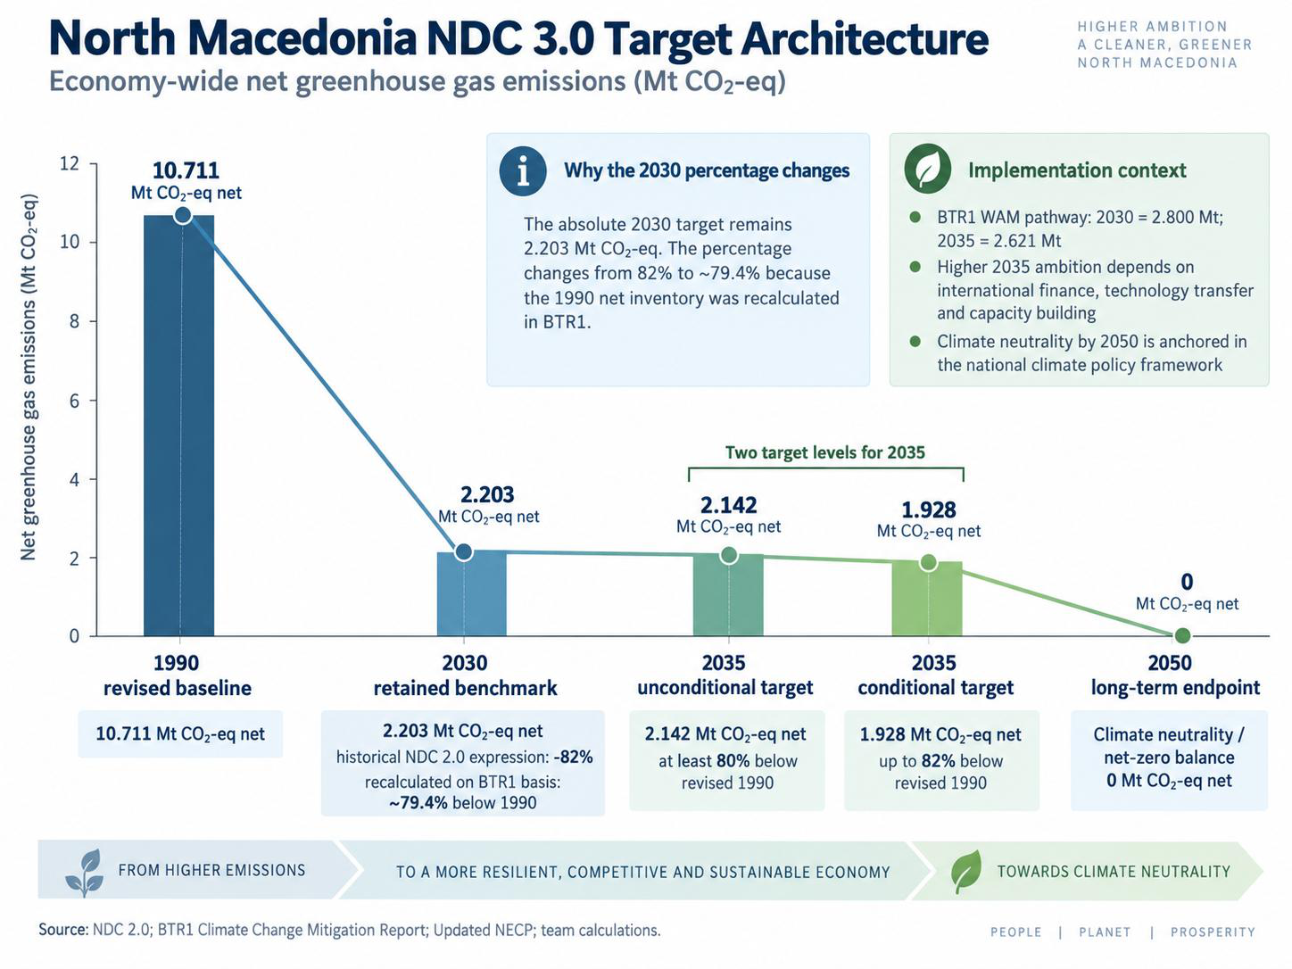 North Macedonia NDC 3.0 Target Architecture
Economy-wide net greenhouse gas emissions (Mt CO₂-eq)
HIGHER AMBITION
A CLEANER, GREENER
NORTH MACEDONIA
Net greenhouse gas emissions (Mt CO₂-eq)
12
10
8
6
4
2
0
10.711
Mt CO₂-eq net
Why the 2030 percentage changes
The absolute 2030 target remains
2.203 Mt CO₂-eq. The percentage
changes from 82% to ~79.4% because
the 1990 net inventory was recalculated
in BTR1.
Implementation context
BTR1 WAM pathway: 2030 = 2.800 Mt;
2035 = 2.621 Mt
Higher 2035 ambition depends on
international finance, technology transfer
and capacity building
Climate neutrality by 2050 is anchored in
the national climate policy framework
Two target levels for 2035
2.203
Mt CO₂-eq net
2.142
Mt CO₂-eq net
1.928
Mt CO₂-eq net
0
Mt CO₂-eq net
1990
revised baseline
10.711 Mt CO₂-eq net
2030
retained benchmark
2.203 Mt CO₂-eq net
historical NDC 2.0 expression: -82%
recalculated on BTR1 basis:
~79.4% below 1990
2035
unconditional target
2.142 Mt CO₂-eq net
at least 80% below
revised 1990
2035
conditional target
1.928 Mt CO₂-eq net
up to 82% below
revised 1990
2050
long-term endpoint
Climate neutrality /
net-zero balance
0 Mt CO₂-eq net
FROM HIGHER EMISSIONS
TO A MORE RESILIENT, COMPETITIVE AND SUSTAINABLE ECONOMY
TOWARDS CLIMATE NEUTRALITY
Source: NDC 2.0; BTR1 Climate Change Mitigation Report; Updated NECP; team calculations.
PEOPLE | PLANET | PROSPERITY